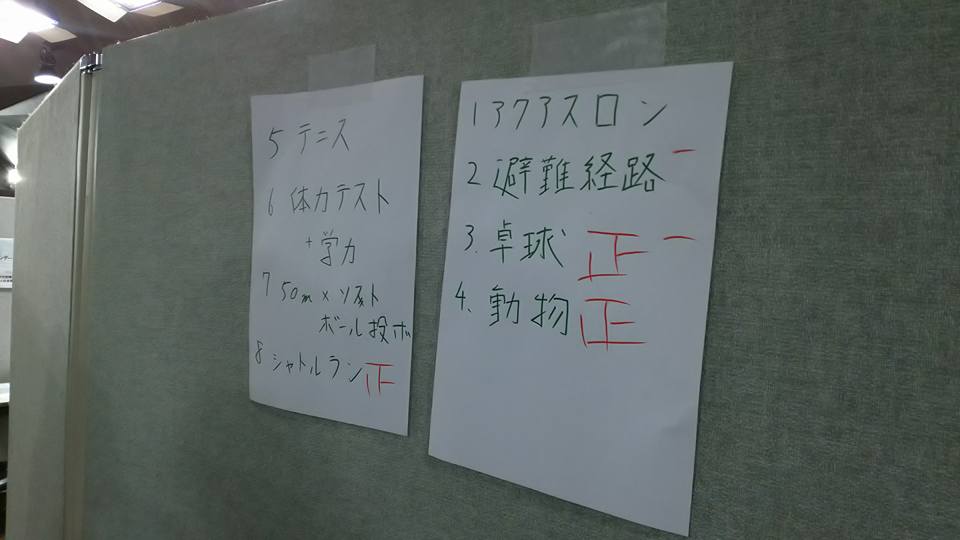 5 テニス
6 体力テスト
+学力
7 50m×ソフト
ボール投ボ
8 シャトルラン 正
1 アクアスロン
2 避難経路 一
3. 卓球 正 一
4. 動物 正